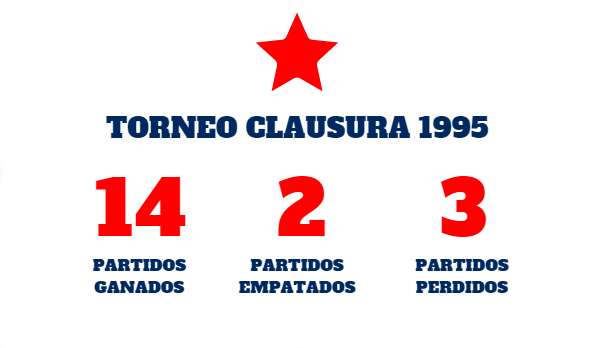 TORNEO CLAUSURA 1995
14 2 3
PARTIDOS PARTIDOS PARTIDOS
GANADOS EMPATADOS PERDIDOS